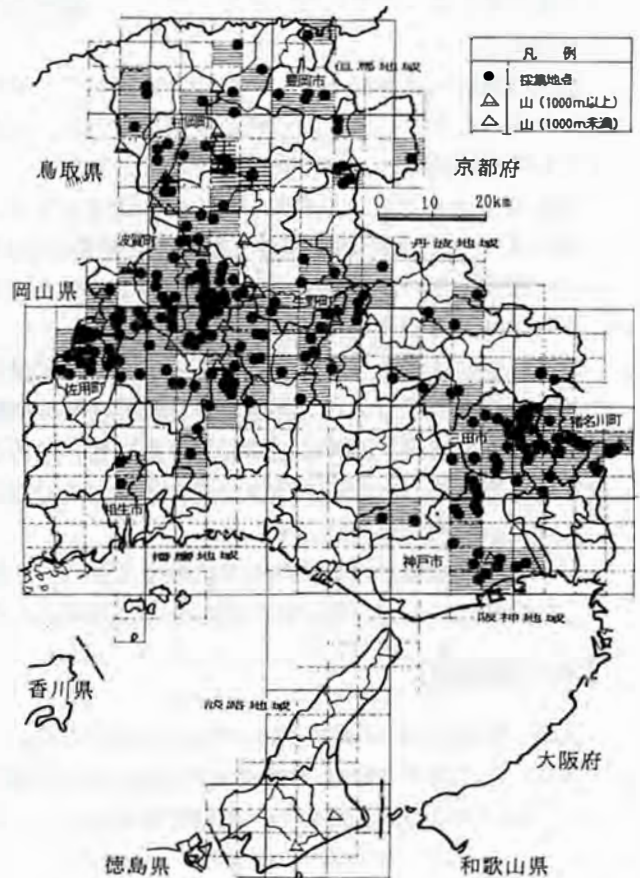 凡 例
採集地点
山 (1000m以上)
山 (1000m未満)
但馬地域
豊岡市
鳥取県
京都府
0 10 20km
丹波地域
波賀町
岡山県
生野町
佐用町
猪名川町
三田市
相生市
播磨地域
神戸市
阪神地域
香川県
淡路地域
大阪府
徳島県
和歌山県